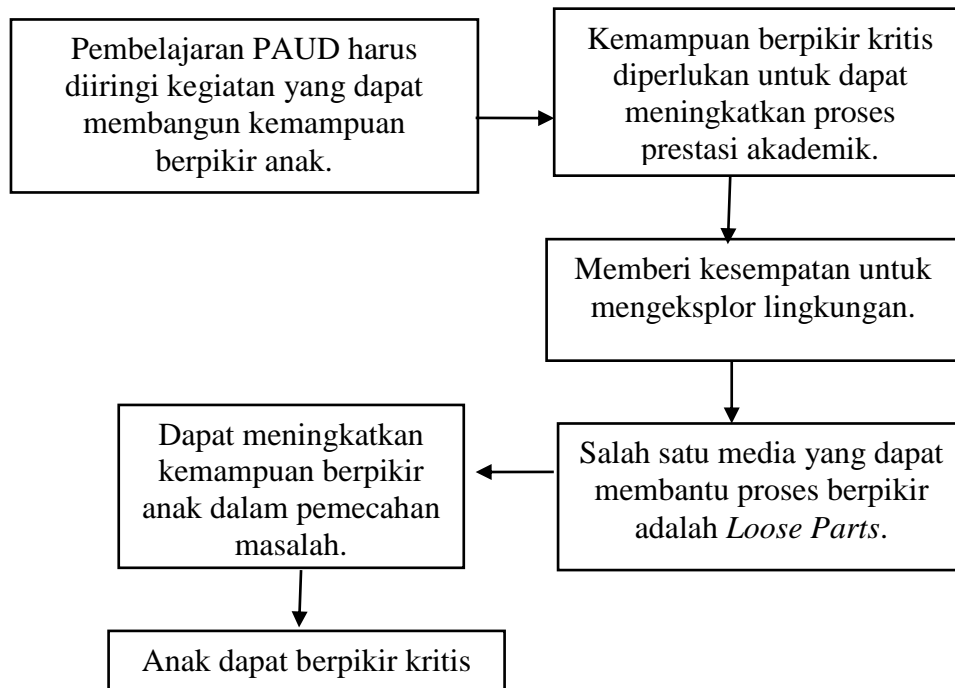 Pembelajaran PAUD harus
diiringi kegiatan yang dapat
membangun kemampuan
berpikir anak.
Kemampuan berpikir kritis
diperlukan untuk dapat
meningkatkan proses
prestasi akademik.
Memberi kesempatan untuk
mengeksplor lingkungan.
Salah satu media yang dapat
membantu proses berpikir
adalah Loose Parts.
Dapat meningkatkan
kemampuan berpikir
anak dalam pemecahan
masalah.
Anak dapat berpikir kritis